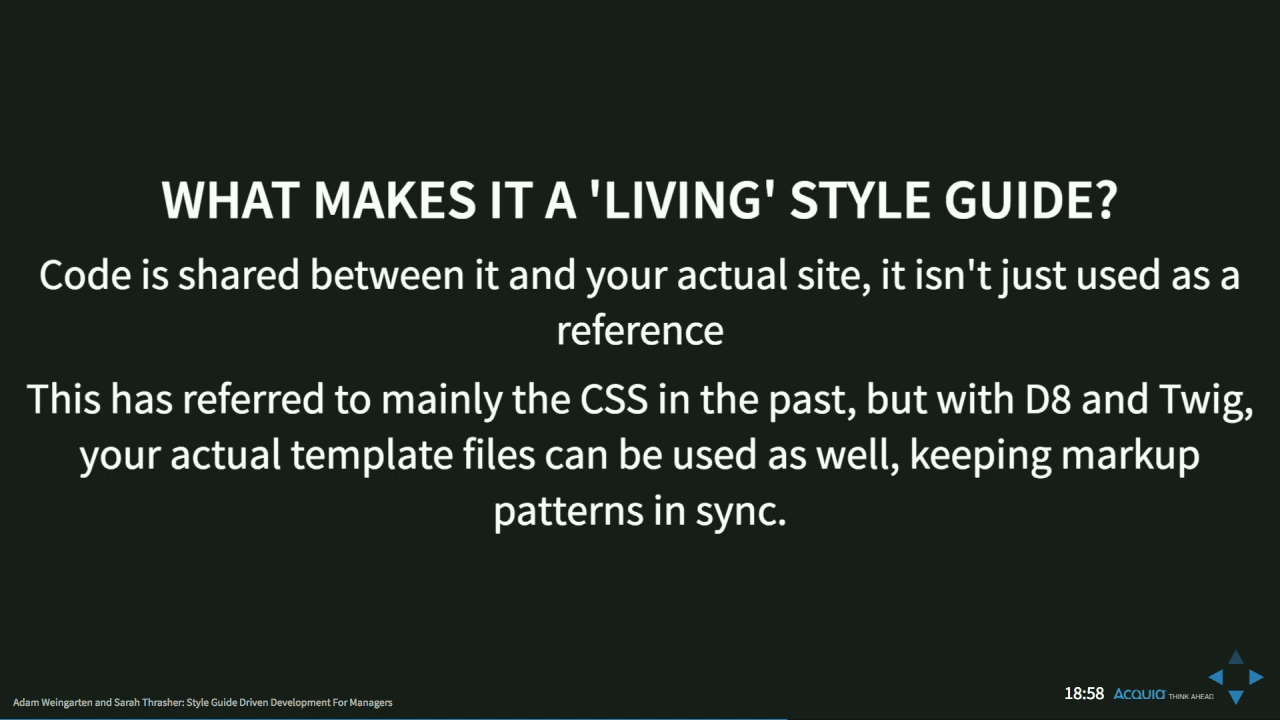 WHAT MAKES IT A 'LIVING' STYLE GUIDE?
Code is shared between it and your actual site, it isn't just used as a
reference
This has referred to mainly the CSS in the past, but with D8 and Twig,
your actual template files can be used as well, keeping markup
patterns in sync.
Adam Weingarten and Sarah Thrasher: Style Guide Driven Development For Managers
18:58 Acquia THINK AHEAD